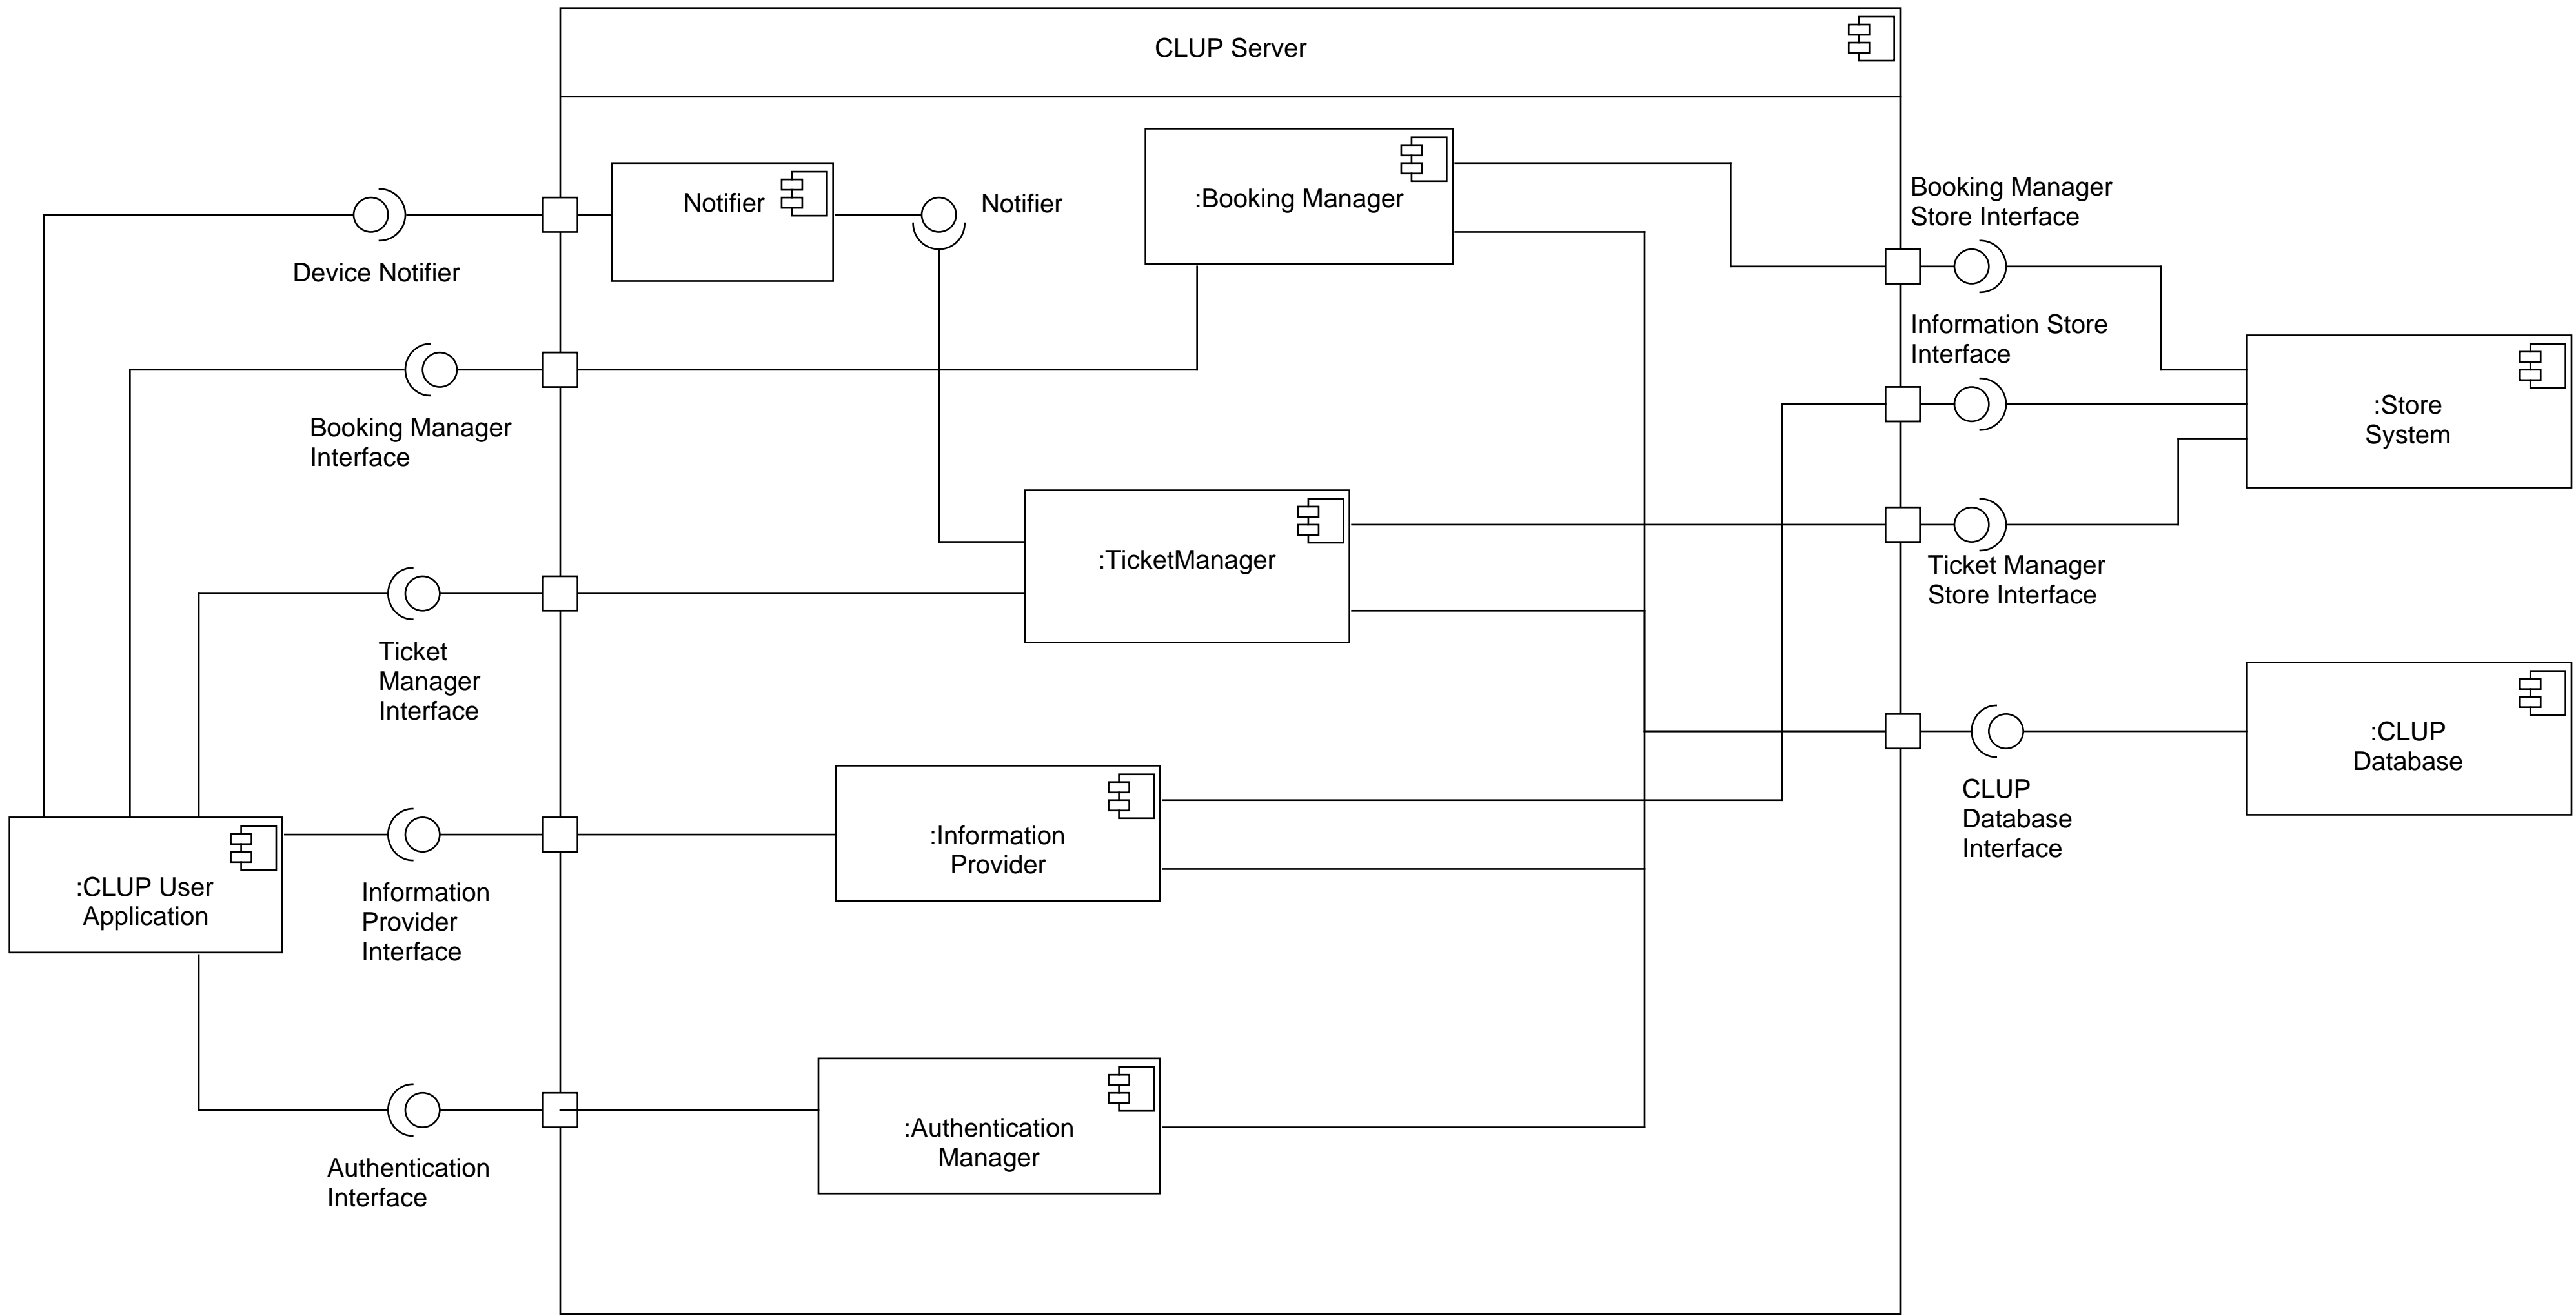 CLUP Server
Notifier
Notifier
:Booking Manager
Booking Manager
Store Interface
Device Notifier
Information Store
Interface
Booking Manager
Interface
:Store
System
:TicketManager
Ticket Manager
Store Interface
Ticket
Manager
Interface
:CLUP
Database
CLUP
Database
Interface
:Information
Provider
:CLUP User
Application
Information
Provider
Interface
:Authentication
Manager
Authentication
Interface